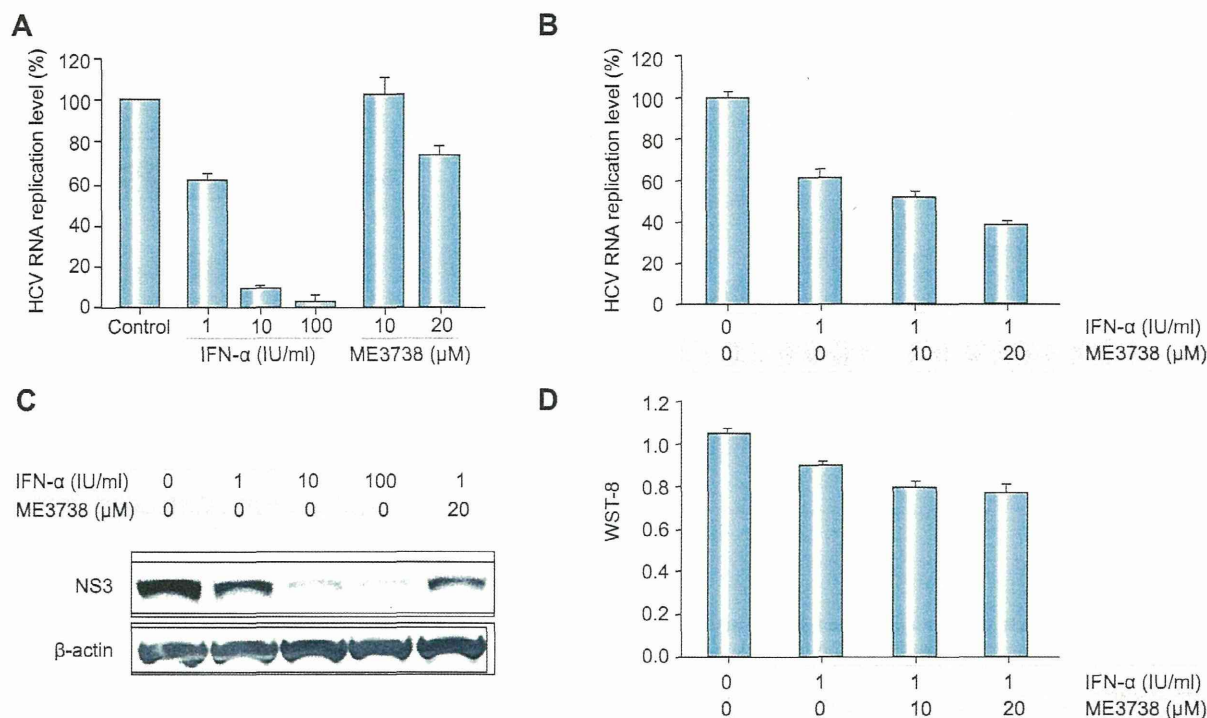 A
HCV RNA replication level (%)
120
100
80
60
40
20
0
Control 1 10 100 10 20
IFN-α (IU/ml) ME3738 (µM)
B
HCV RNA replication level (%)
120
100
80
60
40
20
0
0 1 1 1 IFN-α (IU/ml)
0 0 10 20 ME3738 (µM)
C
IFN-α (IU/ml) 0 1 10 100 1
ME3738 (µM) 0 0 0 0 20
NS3
β-actin
D
WST-8
1.2
1.0
0.8
0.6
0.4
0.2
0.0
0 1 1 1 IFN-α (IU/ml)
0 0 10 20 ME3738 (µM)